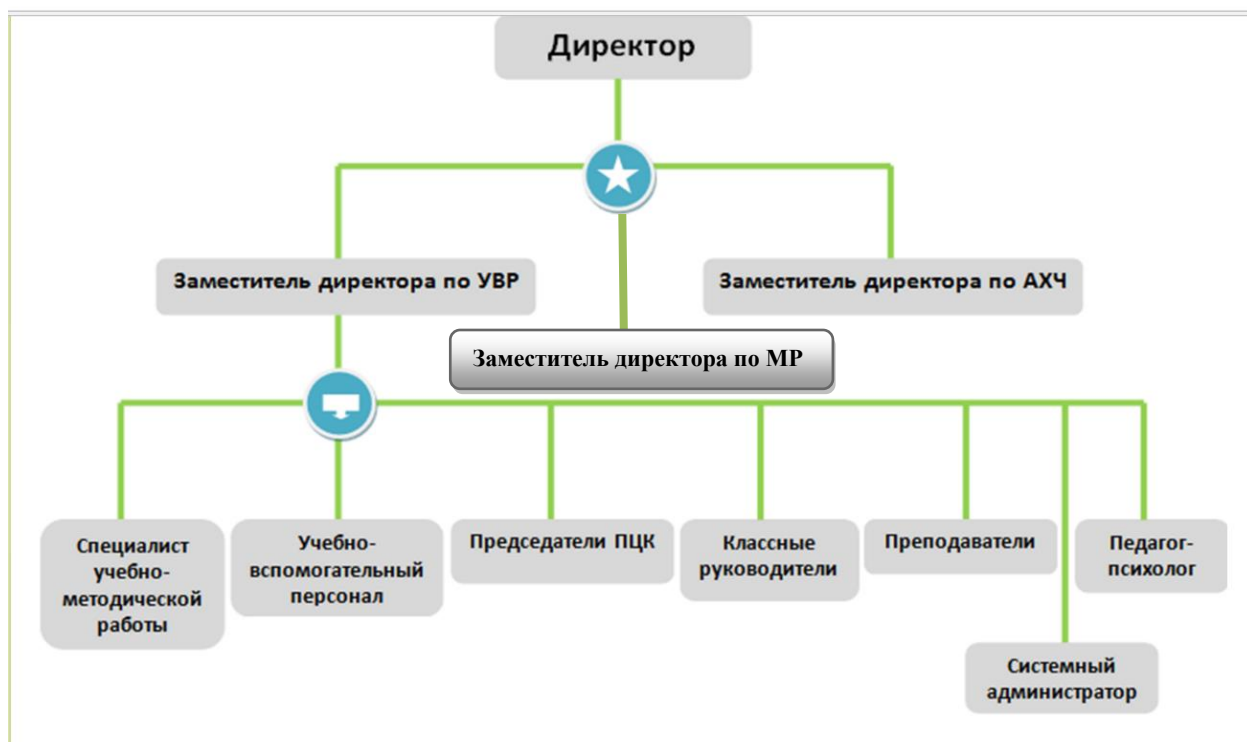 Директор
Заместитель директора по УВР
Заместитель директора по АХЧ
Заместитель директора по МР
Специалист
учебно-
методической
работы
Учебно-
вспомогательный
персонал
Председатели ПЦК
Классные
руководители
Преподаватели
Педагог-
психолог
Системный
администратор